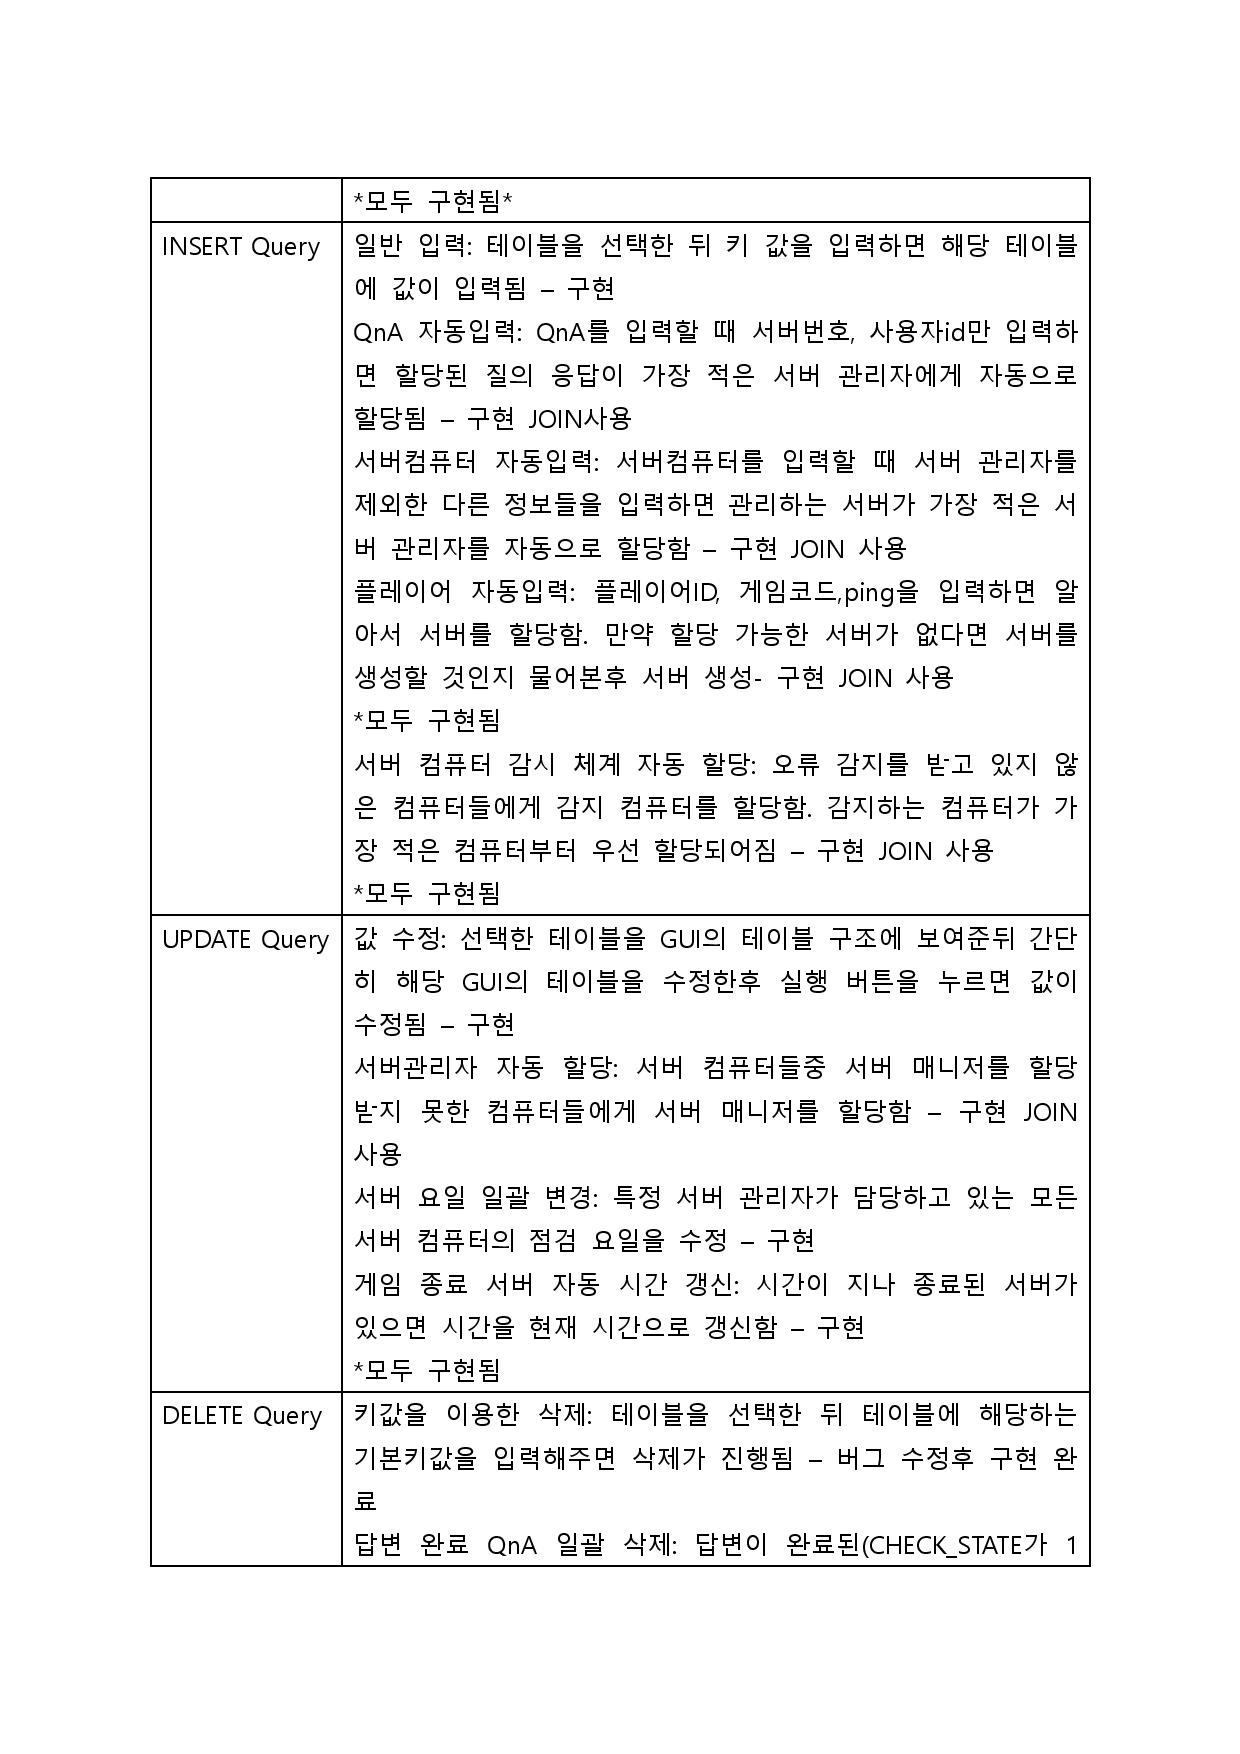 *모두 구현됨*
INSERT Query 일반 입력: 테이블을 선택한 뒤 키 값을 입력하면 해당 테이블
에 값이 입력됨 – 구현
QnA 자동입력: QnA를 입력할 때 서버번호, 사용자id만 입력하
면 할당된 질의 응답이 가장 적은 서버 관리자에게 자동으로
할당됨 – 구현 JOIN사용
서버컴퓨터 자동입력: 서버컴퓨터를 입력할 때 서버 관리자를
제외한 다른 정보들을 입력하면 관리하는 서버가 가장 적은 서
버 관리자를 자동으로 할당함 – 구현 JOIN 사용
플레이어 자동입력: 플레이어ID, 게임코드,ping을 입력하면 알
아서 서버를 할당함. 만약 할당 가능한 서버가 없다면 서버를
생성할 것인지 물어본후 서버 생성- 구현 JOIN 사용
*모두 구현됨
서버 컴퓨터 감시 체계 자동 할당: 오류 감지를 받고 있지 않
은 컴퓨터들에게 감지 컴퓨터를 할당함. 감지하는 컴퓨터가 가
장 적은 컴퓨터부터 우선 할당되어짐 – 구현 JOIN 사용
*모두 구현됨
UPDATE Query 값 수정: 선택한 테이블을 GUI의 테이블 구조에 보여준뒤 간단
히 해당 GUI의 테이블을 수정한후 실행 버튼을 누르면 값이
수정됨 – 구현
서버관리자 자동 할당: 서버 컴퓨터들중 서버 매니저를 할당
받지 못한 컴퓨터들에게 서버 매니저를 할당함 – 구현 JOIN
사용
서버 요일 일괄 변경: 특정 서버 관리자가 담당하고 있는 모든
서버 컴퓨터의 점검 요일을 수정 – 구현
게임 종료 서버 자동 시간 갱신: 시간이 지나 종료된 서버가
있으면 시간을 현재 시간으로 갱신함 – 구현
*모두 구현됨
DELETE Query 키값을 이용한 삭제: 테이블을 선택한 뒤 테이블에 해당하는
기본키값을 입력해주면 삭제가 진행됨 – 버그 수정후 구현 완
료
답변 완료 QnA 일괄 삭제: 답변이 완료된(CHECK_STATE가 1